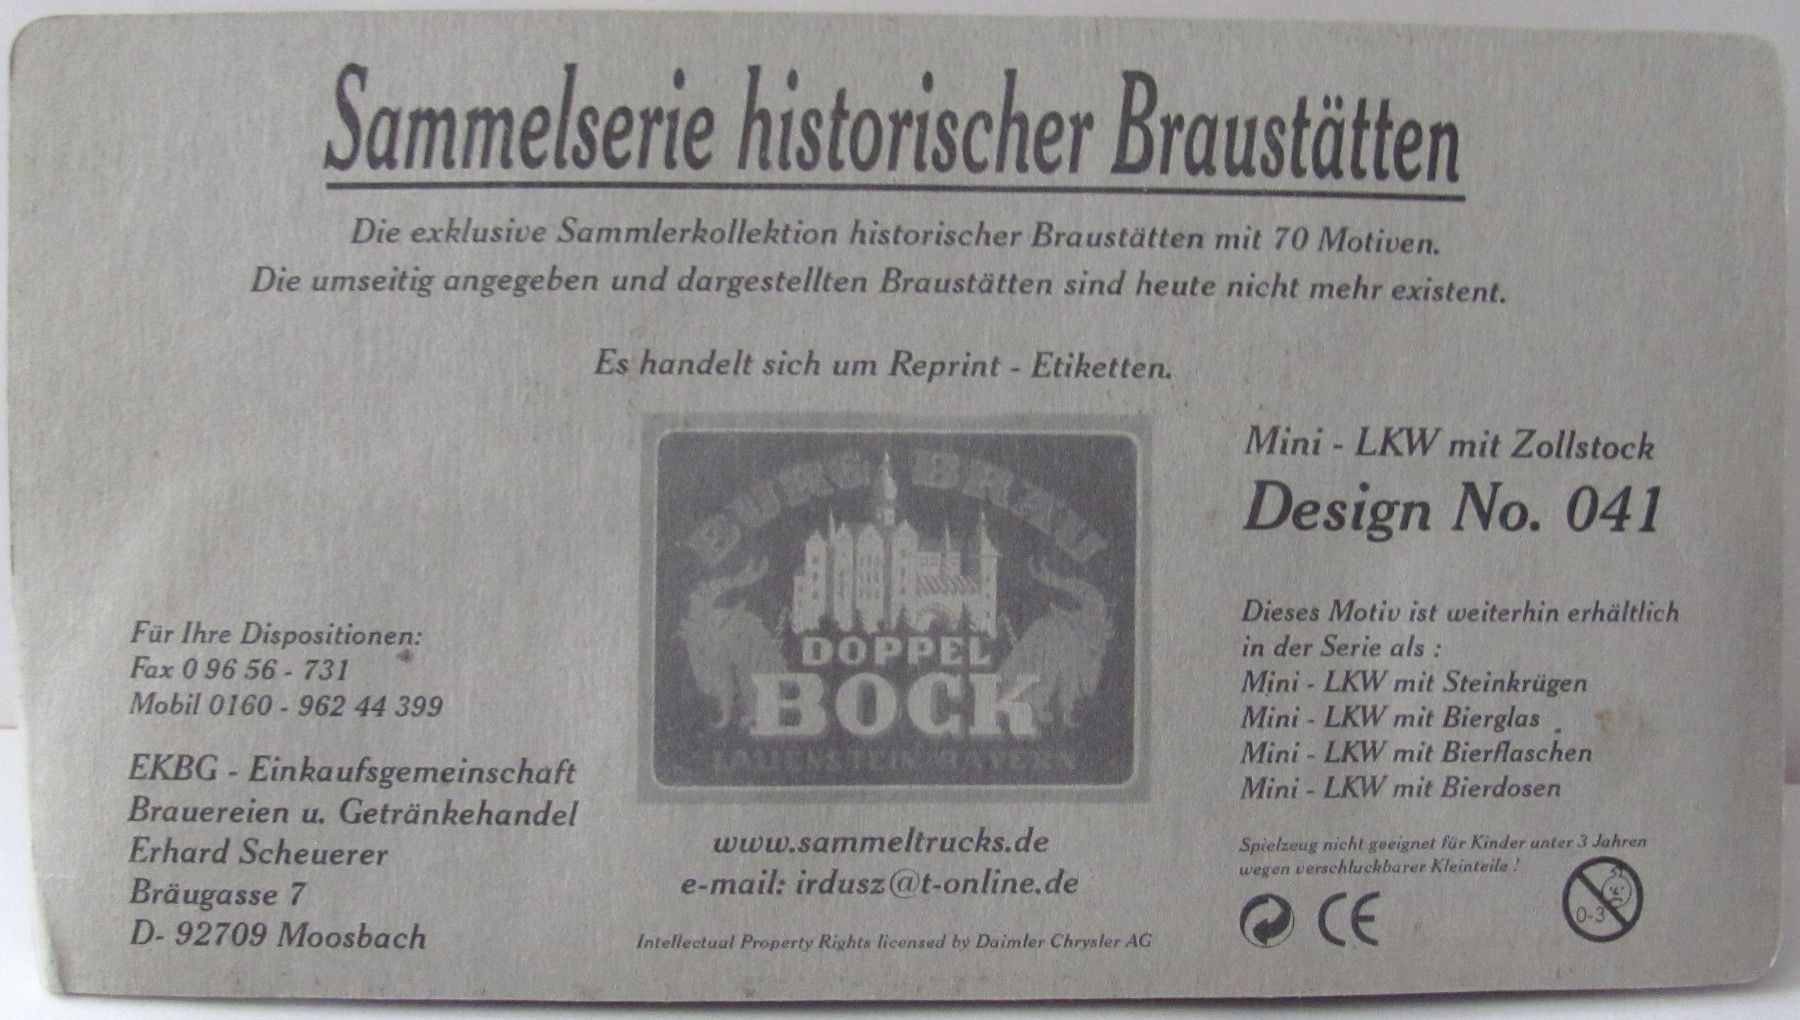 Sammelserie historischer Braustätten
Die exklusive Sammlerkollektion historischer Braustätten mit 70 Motiven.
Die umseitig angegeben und dargestellten Braustätten sind heute nicht mehr existent.
Es handelt sich um Reprint - Etiketten.
BURG BRAU
DOPPEL
BOCK
LAUENSTEIN BAYERN
Mini - LKW mit Zollstock
Design No. 041
Dieses Motiv ist weiterhin erhältlich
in der Serie als :
Mini - LKW mit Steinkrügen
Mini - LKW mit Bierglas
Mini - LKW mit Bierflaschen
Mini - LKW mit Bierdosen
Spielzeug nicht geeignet für Kinder unter 3 Jahren
wegen verschluckbarer Kleinteile !
CE
0-3
Für Ihre Dispositionen:
Fax 0 96 56 - 731
Mobil 0160 - 962 44 399
EKBG - Einkaufsgemeinschaft
Brauereien u. Getränkehandel
Erhard Scheuerer
Bräugasse 7
D- 92709 Moosbach
www.sammeltrucks.de
e-mail: irdusz@t-online.de
Intellectual Property Rights licensed by Daimler Chrysler AG